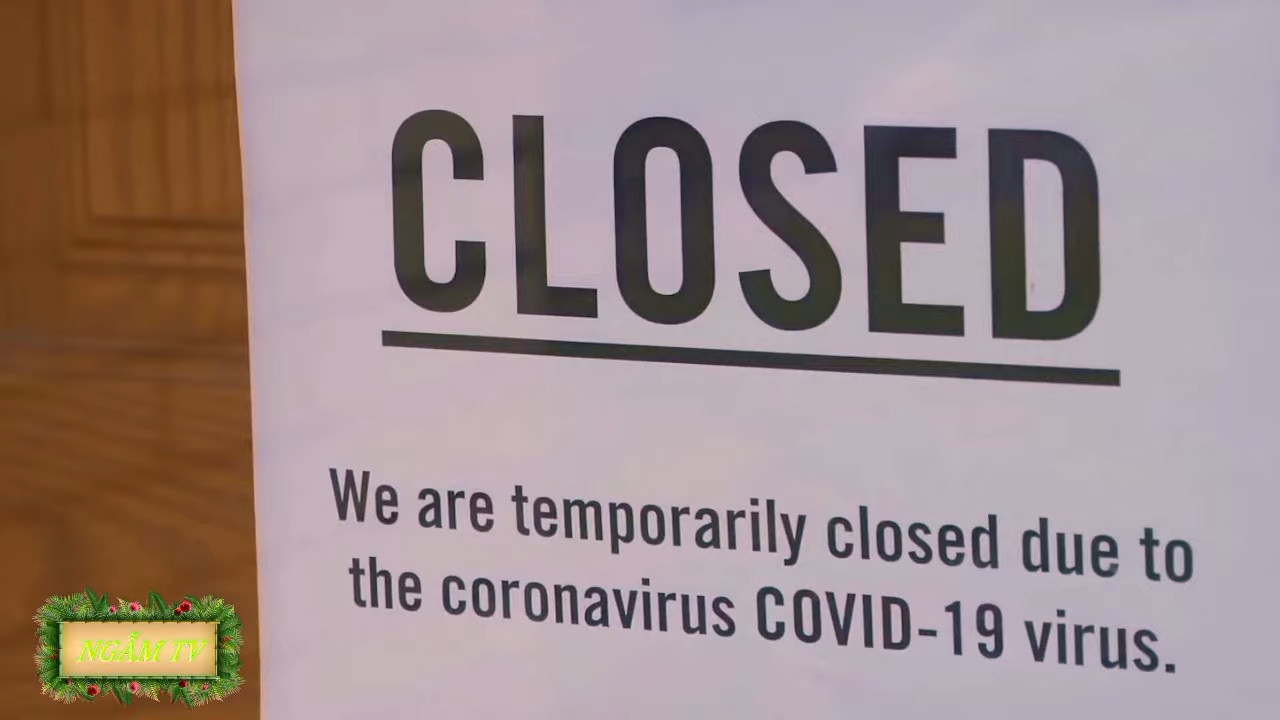 CLOSED
We are temporarily closed due to
the coronavirus COVID-19 virus.
NGẪM TV